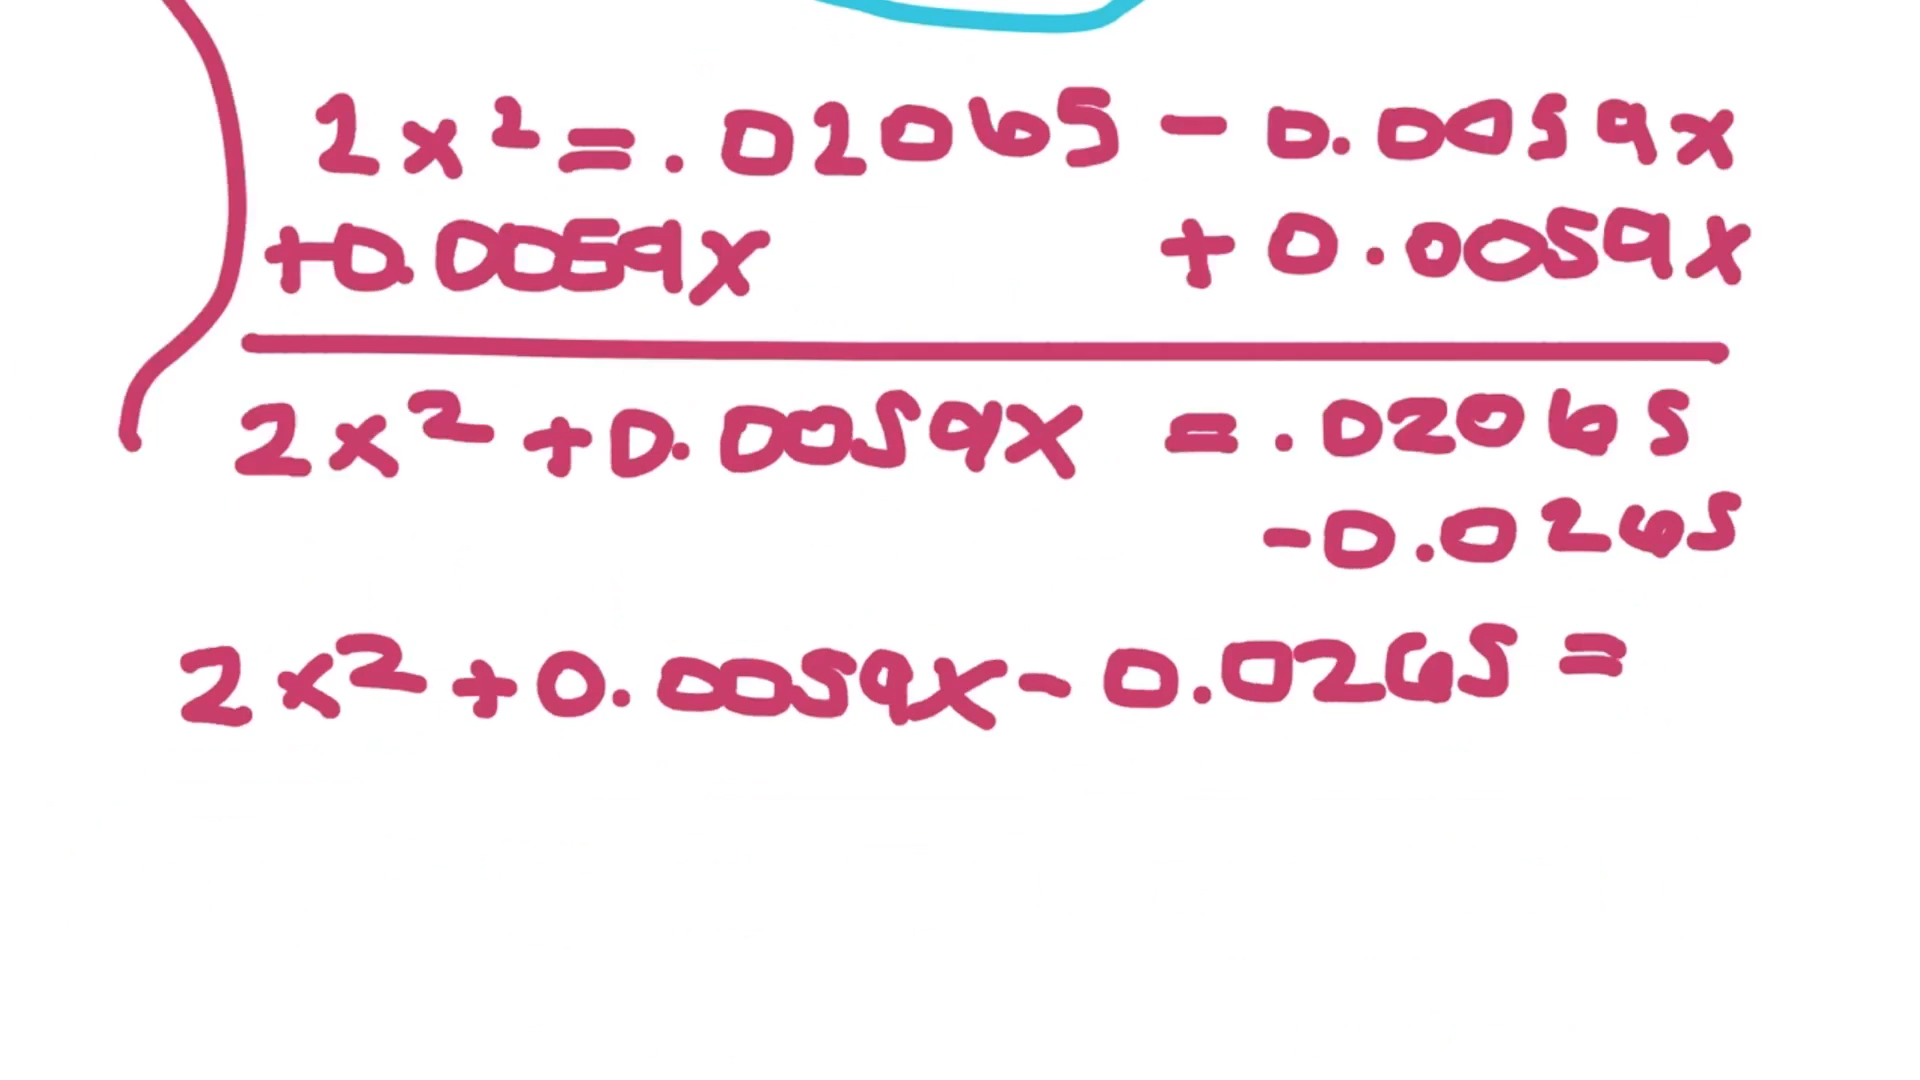 2x² = .02065 - 0.0059x
+0.0059x + 0.0059x
2x² +0.0059x = .02065
-0.0265
2x² +0.0059x - 0.0265 =